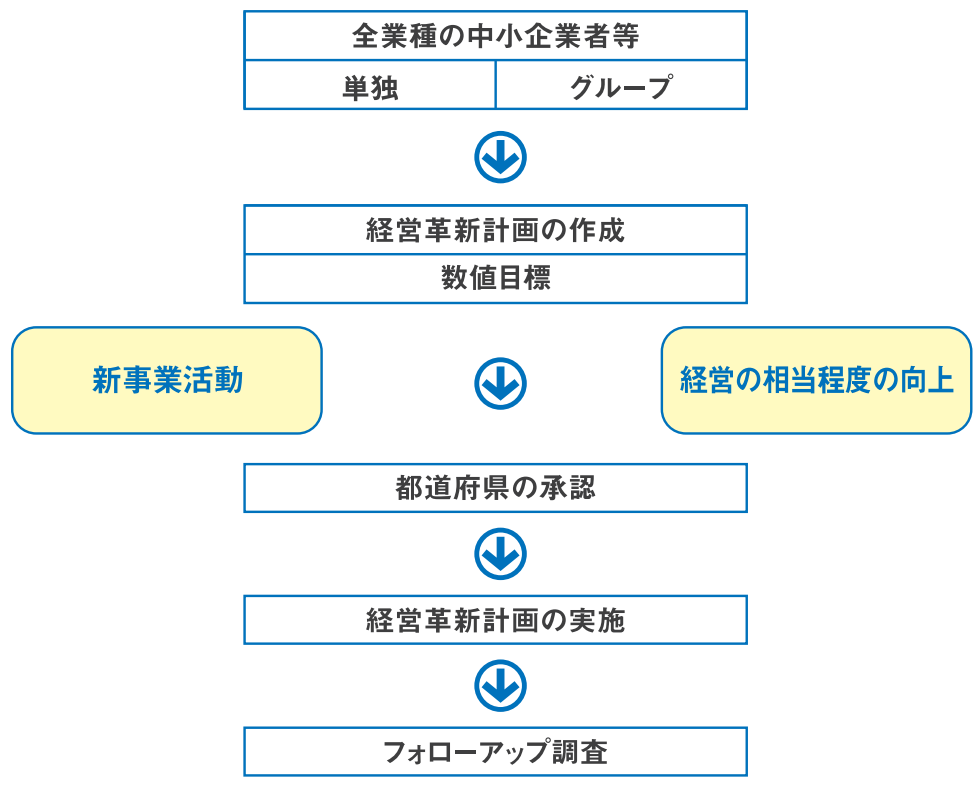 全業種の中小企業者等
単独
グループ
経営革新計画の作成
数値目標
新事業活動
経営の相当程度の向上
都道府県の承認
経営革新計画の実施
フォローアップ調査